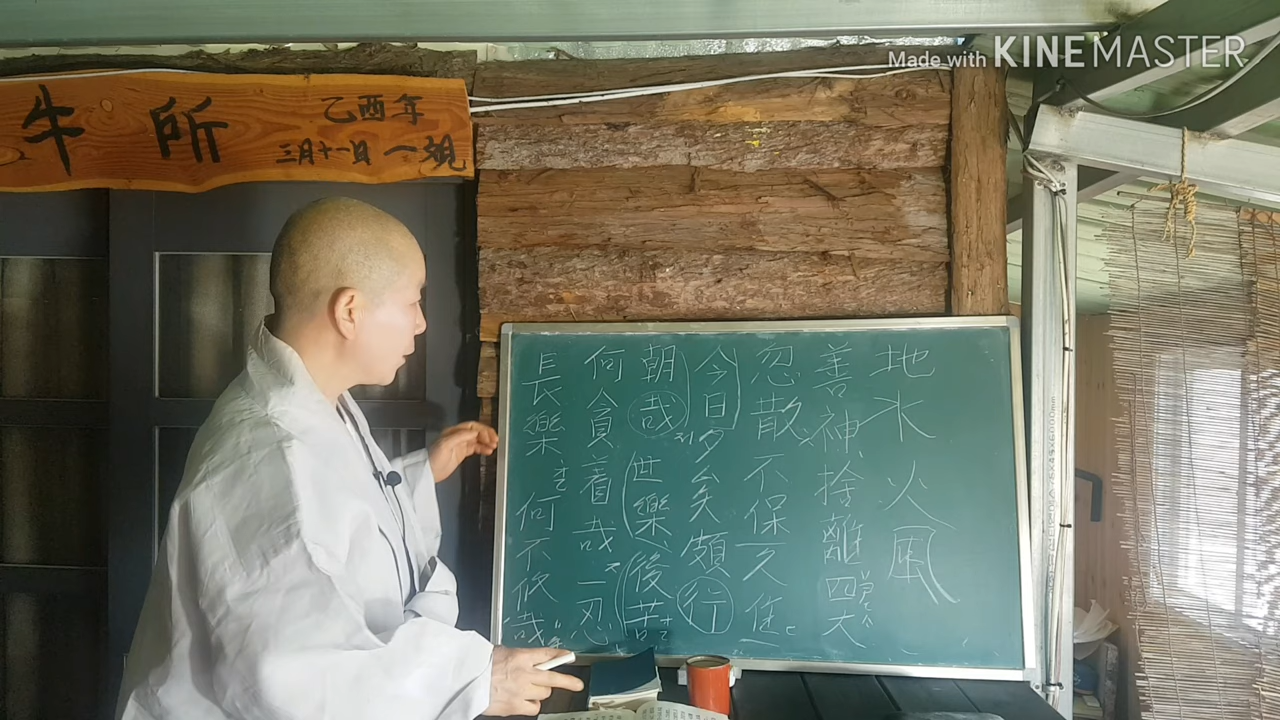 牛所
乙酉年
三月十一日 一
Made with KINEMASTER
地水火風
善神捨離四大
忽散不保久住
今日夕矣頗行
朝哉世樂後苦
何貪着哉一忍
長樂何不修哉